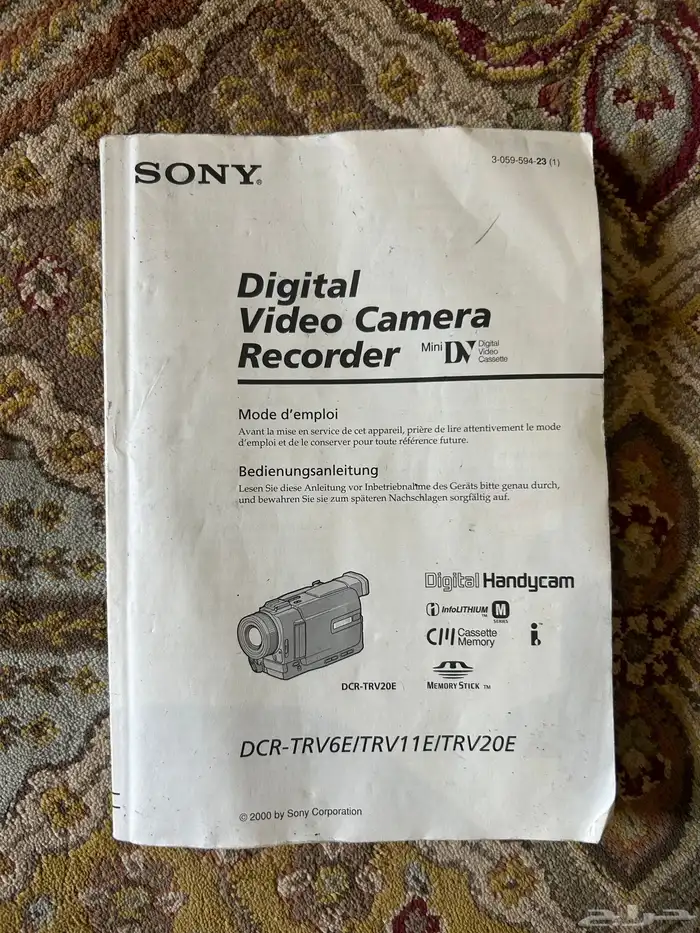 SONY®
3-059-594-23 (1)
Digital
Video Camera
Recorder
Mini DV Digital Video Cassette
Mode d'emploi
Avant la mise en service de cet appareil, prière de lire attentivement le mode
d'emploi et de le conserver pour toute référence future.
Bedienungsanleitung
Lesen Sie diese Anleitung vor Inbetriebnahme des Geräts bitte genau durch,
und bewahren Sie sie zum späteren Nachschlagen sorgfältig auf.
Digital Handycam
InfoLITHIUM TM M SERIES
CM Cassette Memory
i TM
MEMORY STICK TM
DCR-TRV20E
DCR-TRV6E/TRV11E/TRV20E
© 2000 by Sony Corporation
حراج